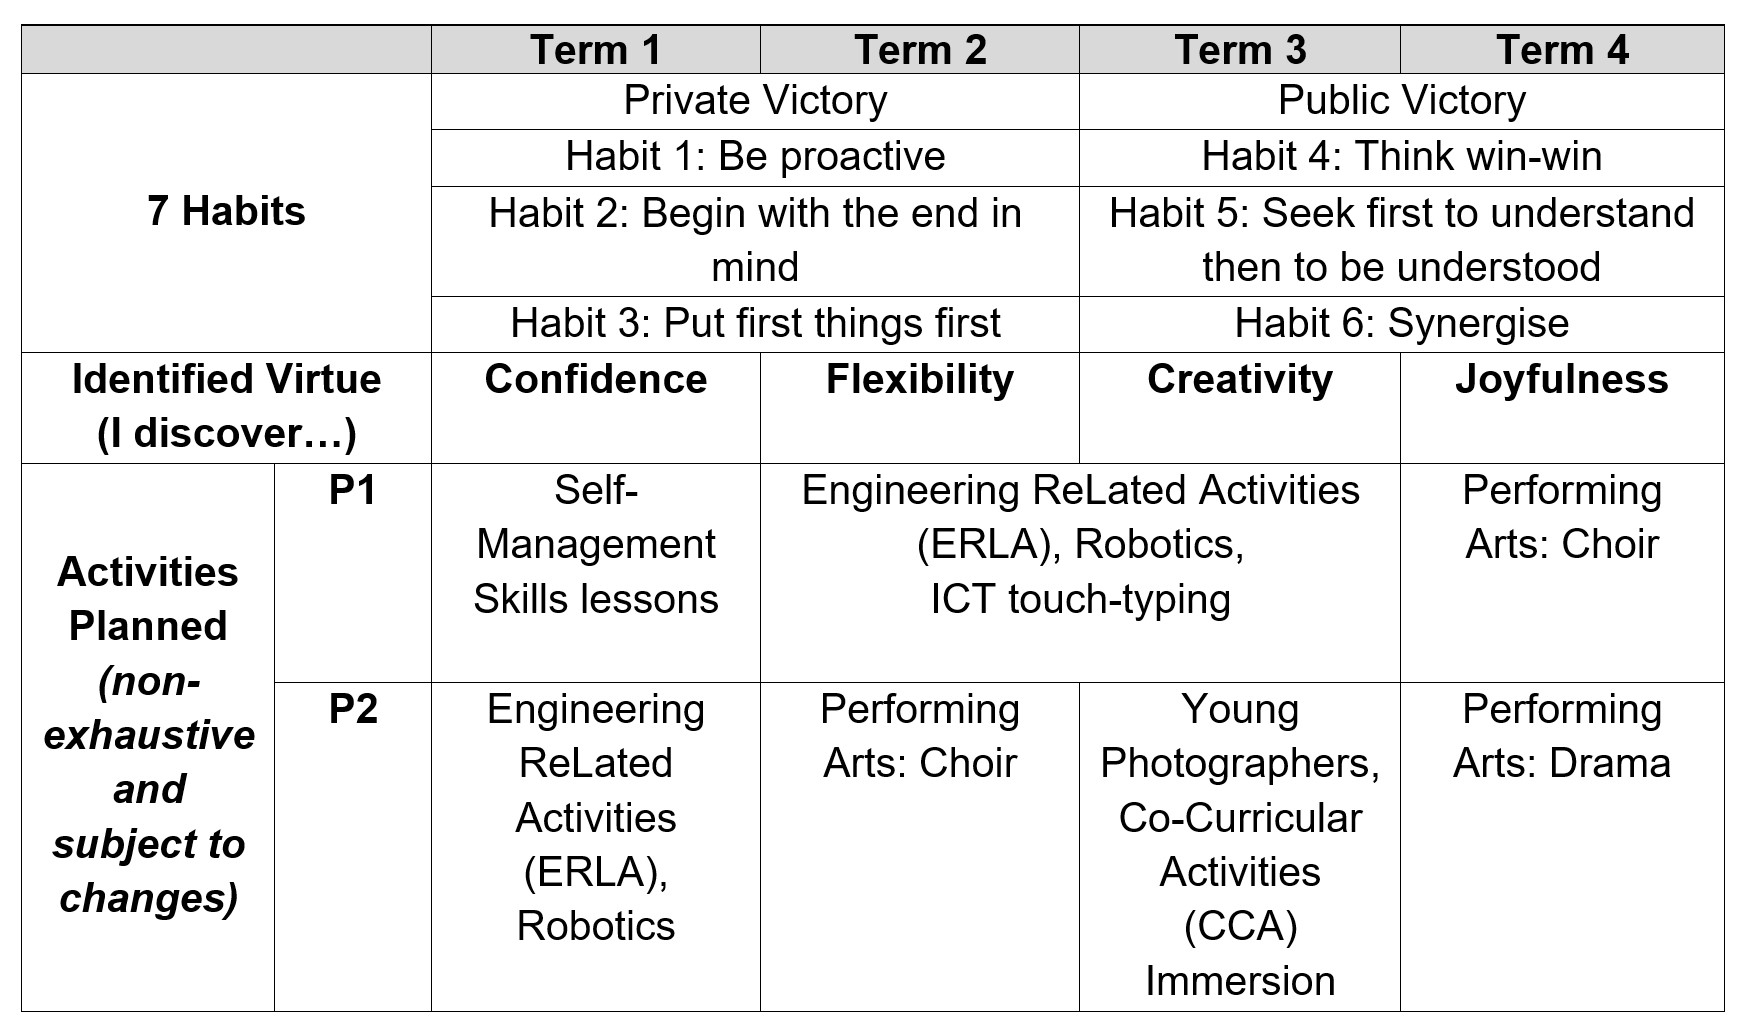 Term 1 Term 2 Term 3 Term 4
7 Habits
Private Victory
Public Victory
Habit 1: Be proactive
Habit 4: Think win-win
Habit 2: Begin with the end in
mind
Habit 5: Seek first to understand
then to be understood
Habit 3: Put first things first
Habit 6: Synergise
Identified Virtue
(I discover…)
Confidence
Flexibility
Creativity
Joyfulness
Activities
Planned
(non-
exhaustive
and
subject to
changes)
P1
Self-
Management
Skills lessons
Engineering ReLated Activities
(ERLA), Robotics,
ICT touch-typing
Performing
Arts: Choir
P2
Engineering
ReLated
Activities
(ERLA),
Robotics
Performing
Arts: Choir
Young
Photographers,
Co-Curricular
Activities
(CCA)
Immersion
Performing
Arts: Drama